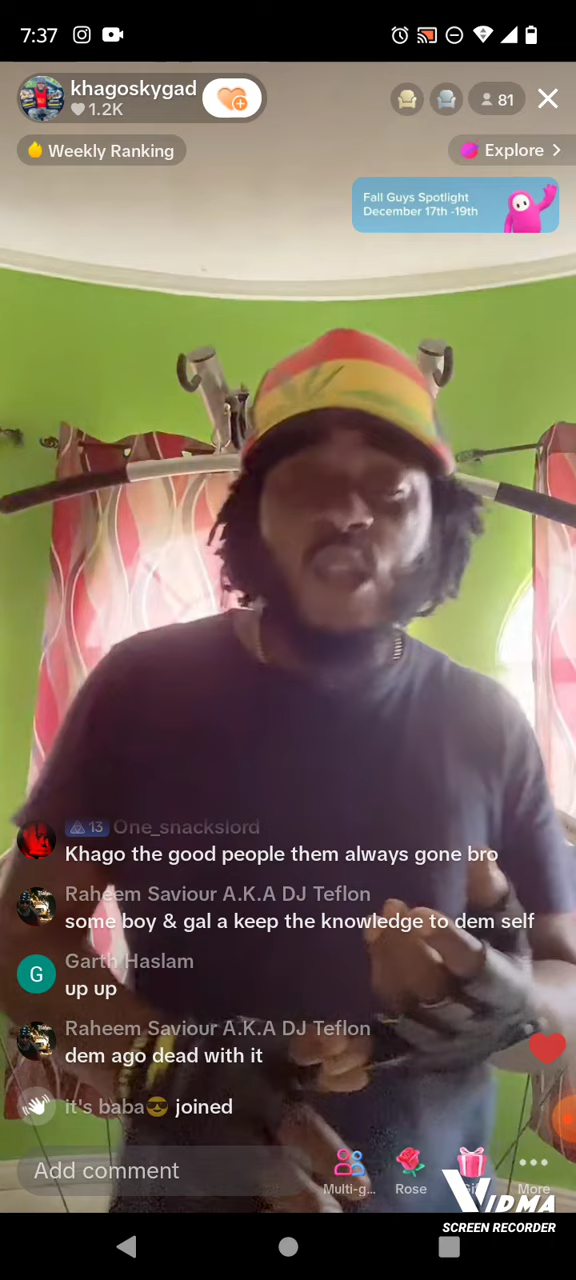 7:37
khagoskygad
1.2K
81
Weekly Ranking
Explore
Fall Guys Spotlight
December 17th -19th
13 One_snackslord
Khago the good people them always gone bro
Raheem Saviour A.K.A DJ Teflon
some boy & gal a keep the knowledge to dem self
G
Garth Haslam
up up
Raheem Saviour A.K.A DJ Teflon
dem ago dead with it
it's baba😎 joined
Add comment
Multi-g...
Rose
More
VIDMA
SCREEN RECORDER